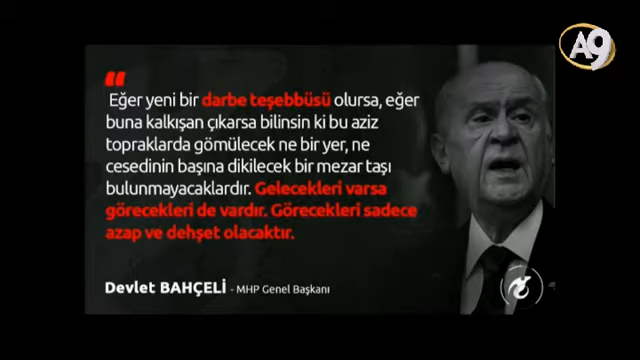 A9
"
Eğer yeni bir darbe teşebbüsü olursa, eğer
buna kalkışan çıkarsa bilinsin ki bu aziz
topraklarda gömülecek ne bir yer, ne
cesedinin başına dikilecek bir mezar taşı
bulunmayacaklardır. Gelecekleri varsa
görecekleri de vardır. Görecekleri sadece
azap ve dehşet olacaktır.
Devlet BAHÇELİ - MHP Genel Başkanı